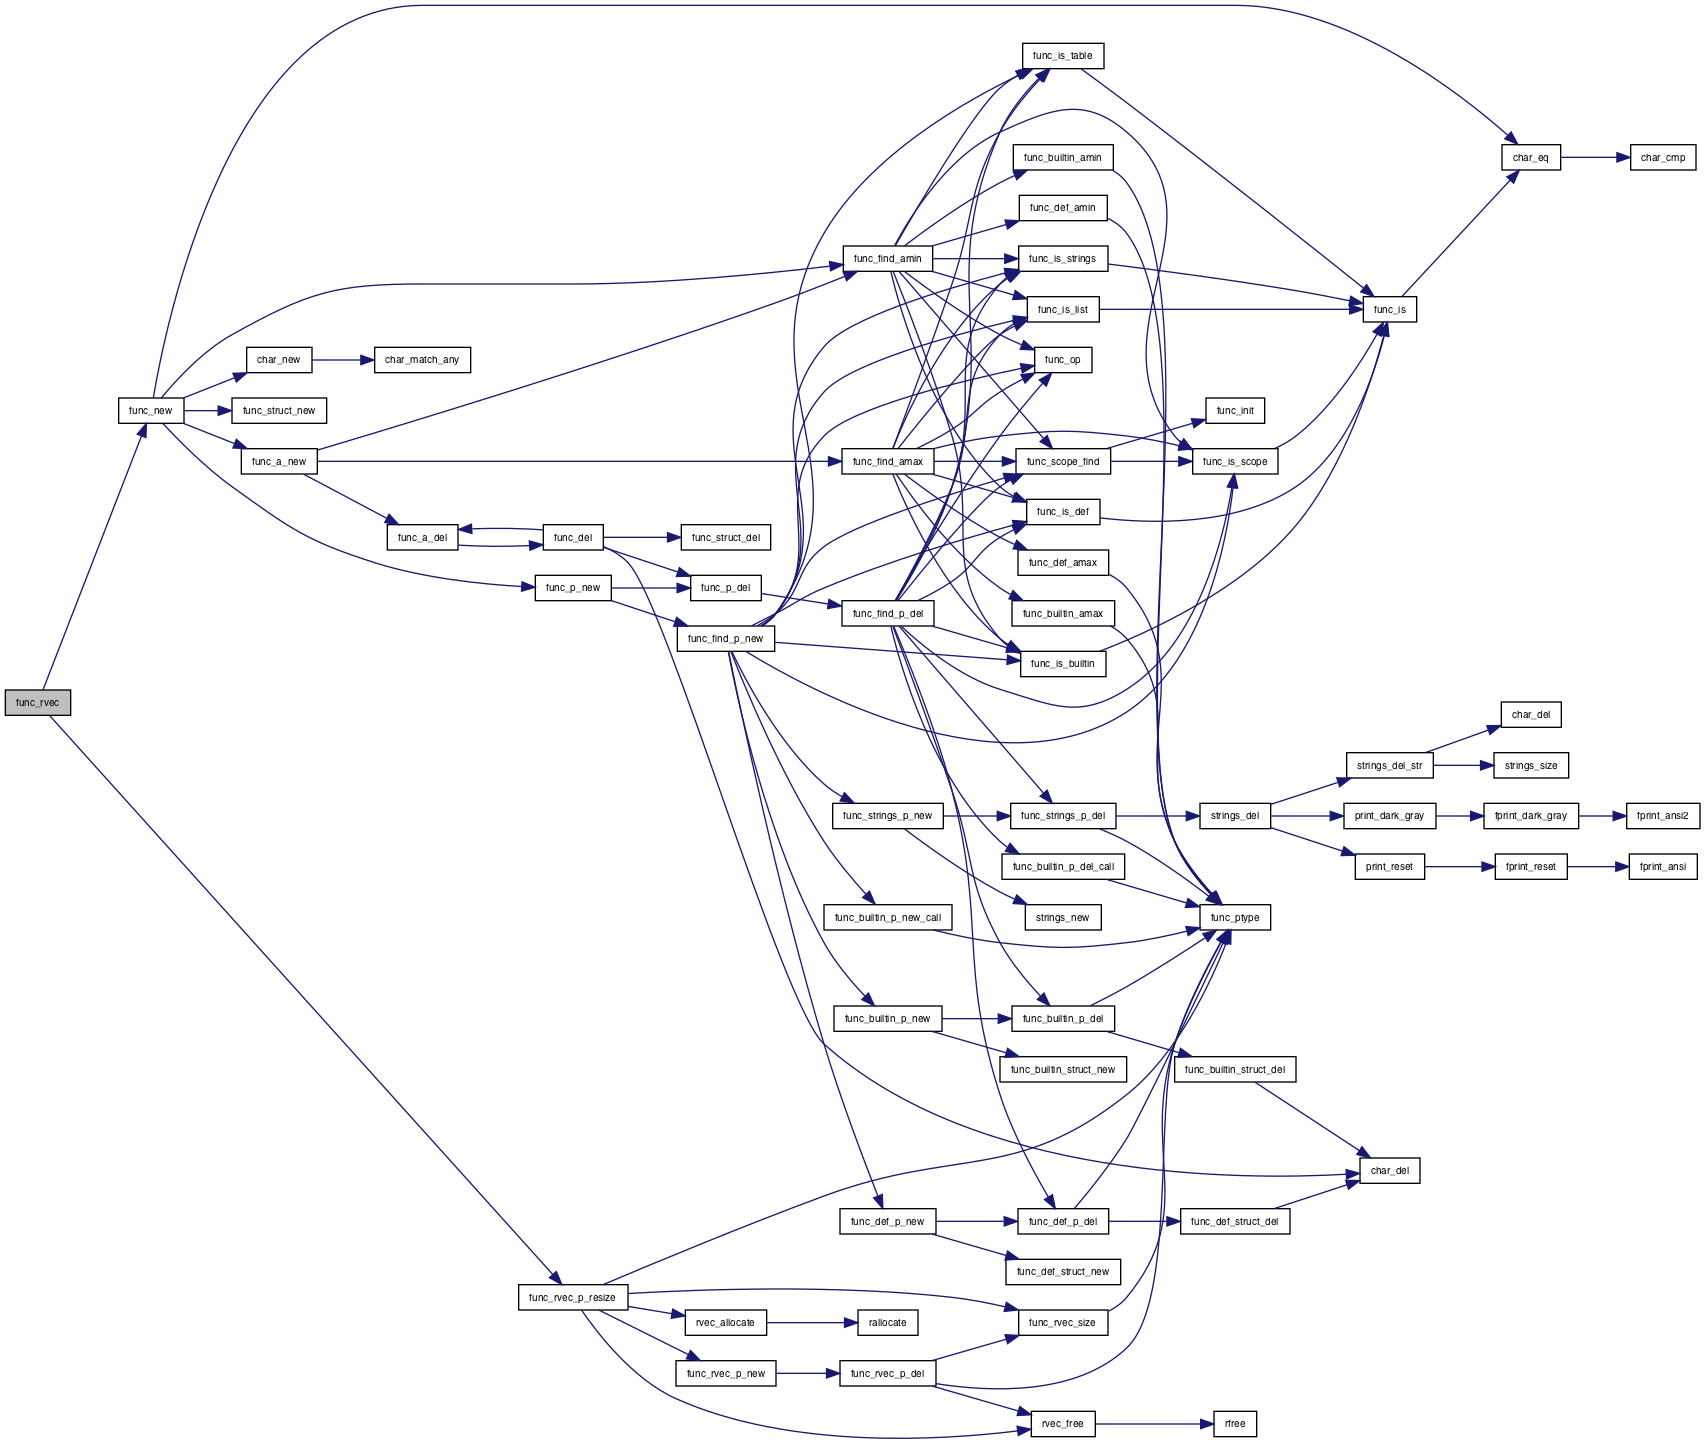 func_is_table
func_builtin_amin
char_eq
char_cmp
func_def_amin
func_find_amin
func_is_strings
func_is_list
func_is
char_new
char_match_any
func_op
func_new
func_struct_new
func_init
func_a_new
func_find_amax
func_scope_find
func_is_scope
func_is_def
func_a_del
func_del
func_struct_del
func_def_amax
func_p_new
func_p_del
func_find_p_del
func_builtin_amax
func_find_p_new
func_is_builtin
func_rvec
char_del
strings_del_str
strings_size
func_strings_p_new
func_strings_p_del
strings_del
print_dark_gray
fprint_dark_gray
fprint_ansi2
func_builtin_p_del_call
print_reset
fprint_reset
fprint_ansi
func_builtin_p_new_call
strings_new
func_ptype
func_builtin_p_new
func_builtin_p_del
func_builtin_struct_new
func_builtin_struct_del
char_del
func_def_p_new
func_def_p_del
func_def_struct_del
func_def_struct_new
func_rvec_p_resize
rvec_allocate
rallocate
func_rvec_size
func_rvec_p_new
func_rvec_p_del
rvec_free
rfree